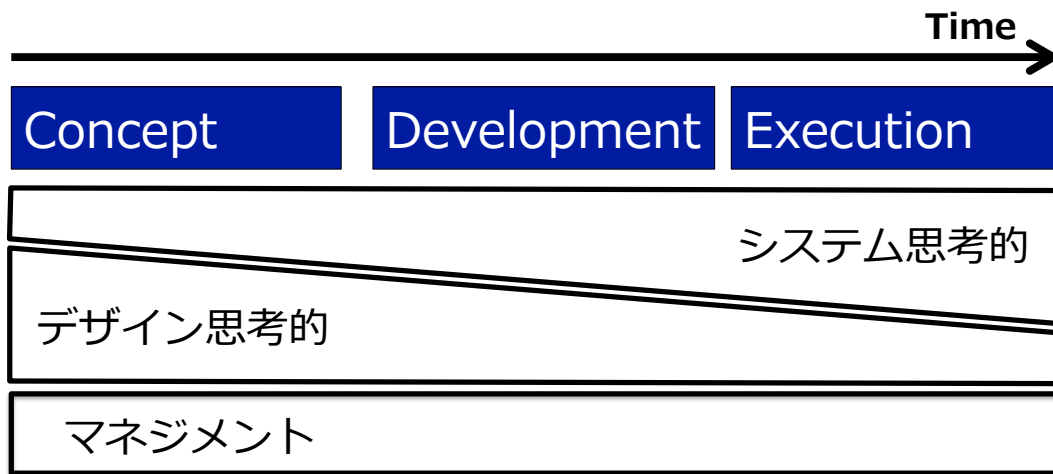 Time
Concept
Development
Execution
システム思考的
デザイン思考的
マネジメント